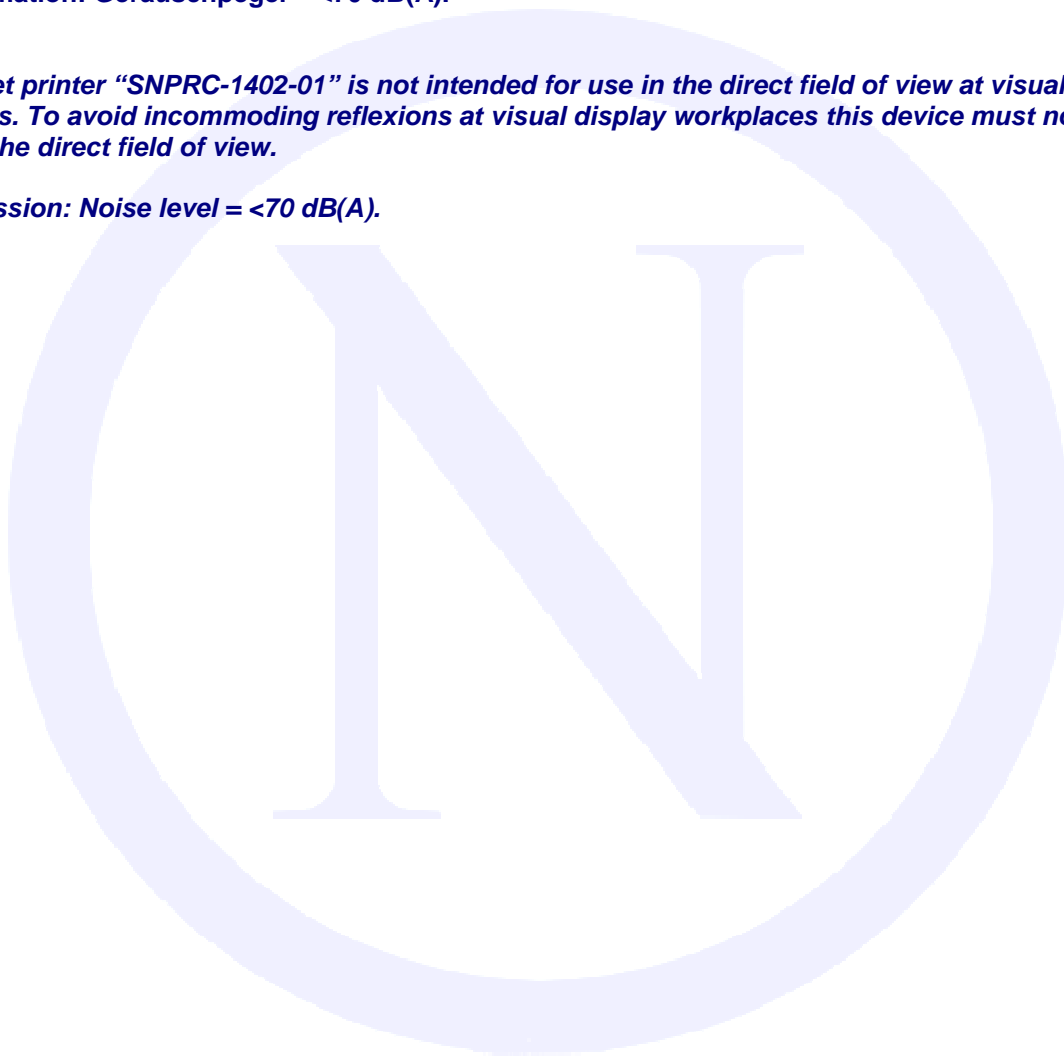 et printer “SNPRC-1402-01” is not intended for use in the direct field of view at visual
s. To avoid incommoding reflexions at visual display workplaces this device must
he direct field of view.
ssion: Noise level = <70 dB(A).
N